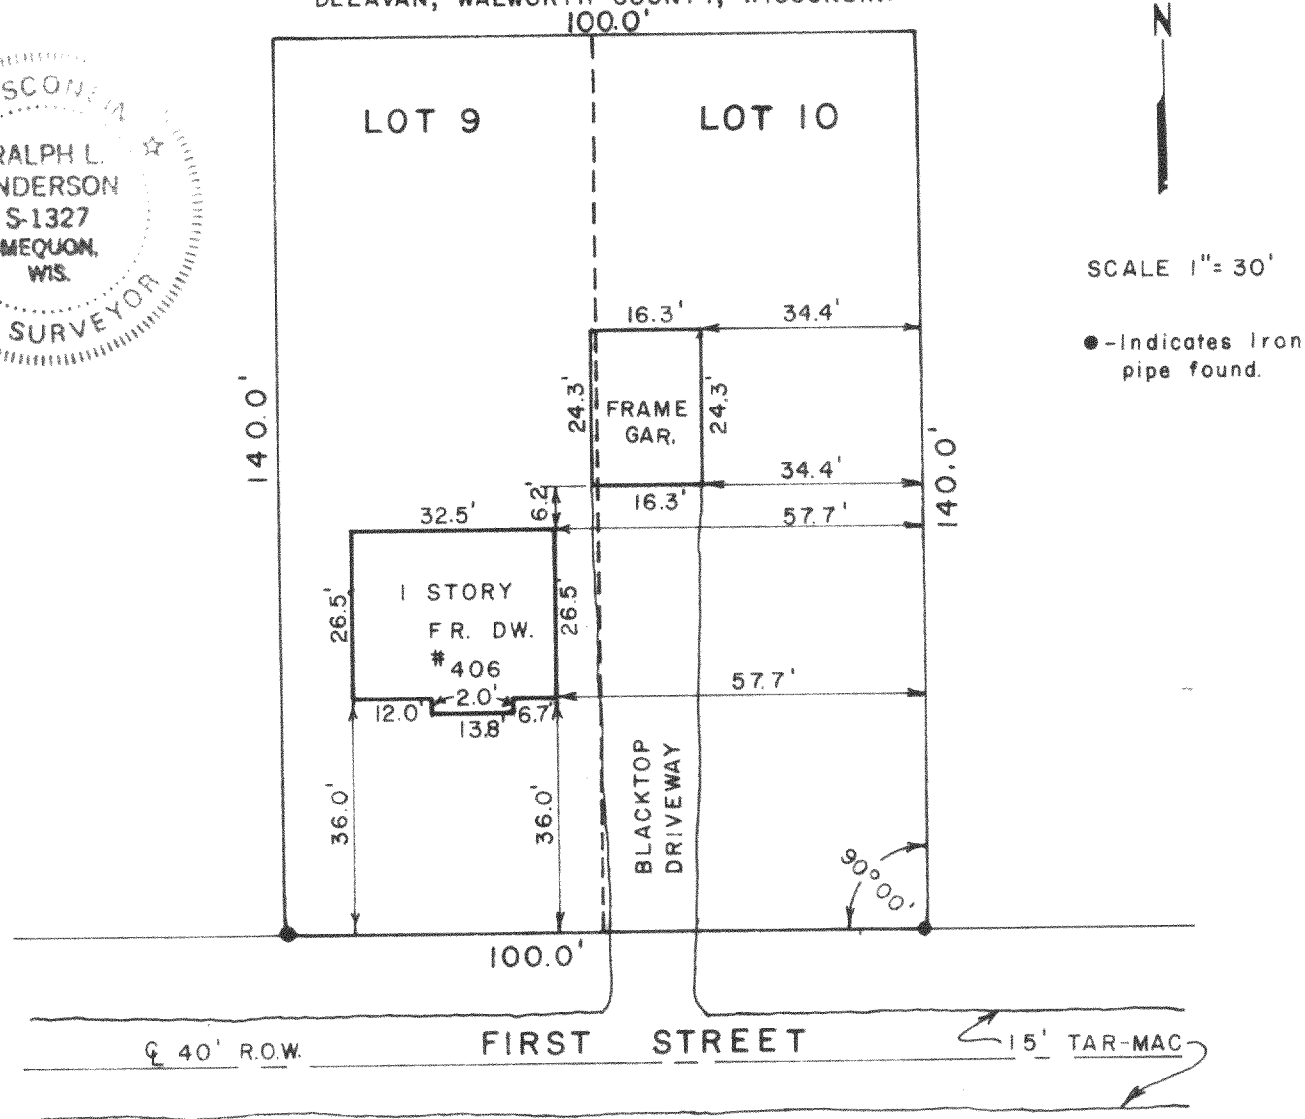 100.0'
N
LOT 9
LOT 10
RALPH L.
S-1327
MEQUON,
WIS.
SURVEYOR
SCALE 1"= 30'
-Indicates Iron
pipe found.
16.3'
34.4'
140.0'
24.3'
FRAME
GAR.
24.3'
140.0'
34.4'
6.2'
16.3'
32.5'
57.7'
26.5'
1 STORY
FR. DW.
#406
26.5'
57.7'
2.0'
12.0'
13.8'
6.7'
36.0'
36.0'
BLACKTOP
DRIVEWAY
90°00'
100.0'
FIRST STREET
℄ 40' R.O.W.
15' TAR-MAC